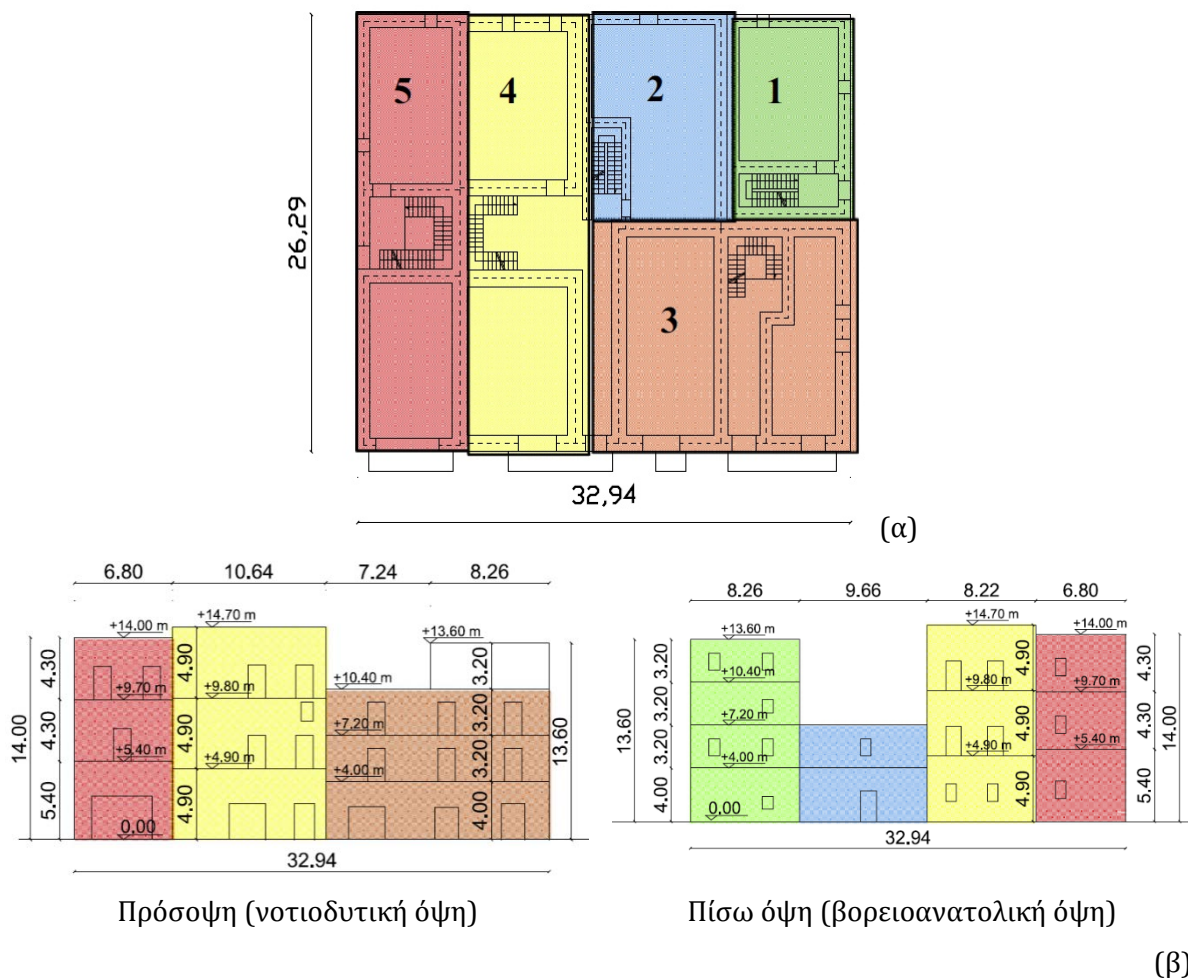 5
4
2
1
3
26,29
32,94
(α)
6.80 10.64 7.24 8.26
+14.00 m
+14.70 m
+13.60 m
+10.40 m
+9.70 m
+9.80 m
+7.20 m
+5.40 m
+4.90 m
+4.00 m
0.00
14.00
4.30
4.30
5.40
4.90
4.90
4.90
3.20
3.20
3.20
4.00
13.60
32.94
Πρόσοψη (νοτιοδυτική όψη)
8.26 9.66 8.22 6.80
+13.60 m
+14.70 m
+14.00 m
+10.40 m
+9.80 m
+9.70 m
+7.20 m
+5.40 m
+4.90 m
+4.00 m
0.00
13.60
3.20
3.20
3.20
4.00
4.90
4.90
4.90
4.30
4.30
5.40
14.00
32.94
Πίσω όψη (βορειοανατολική όψη)
(β)